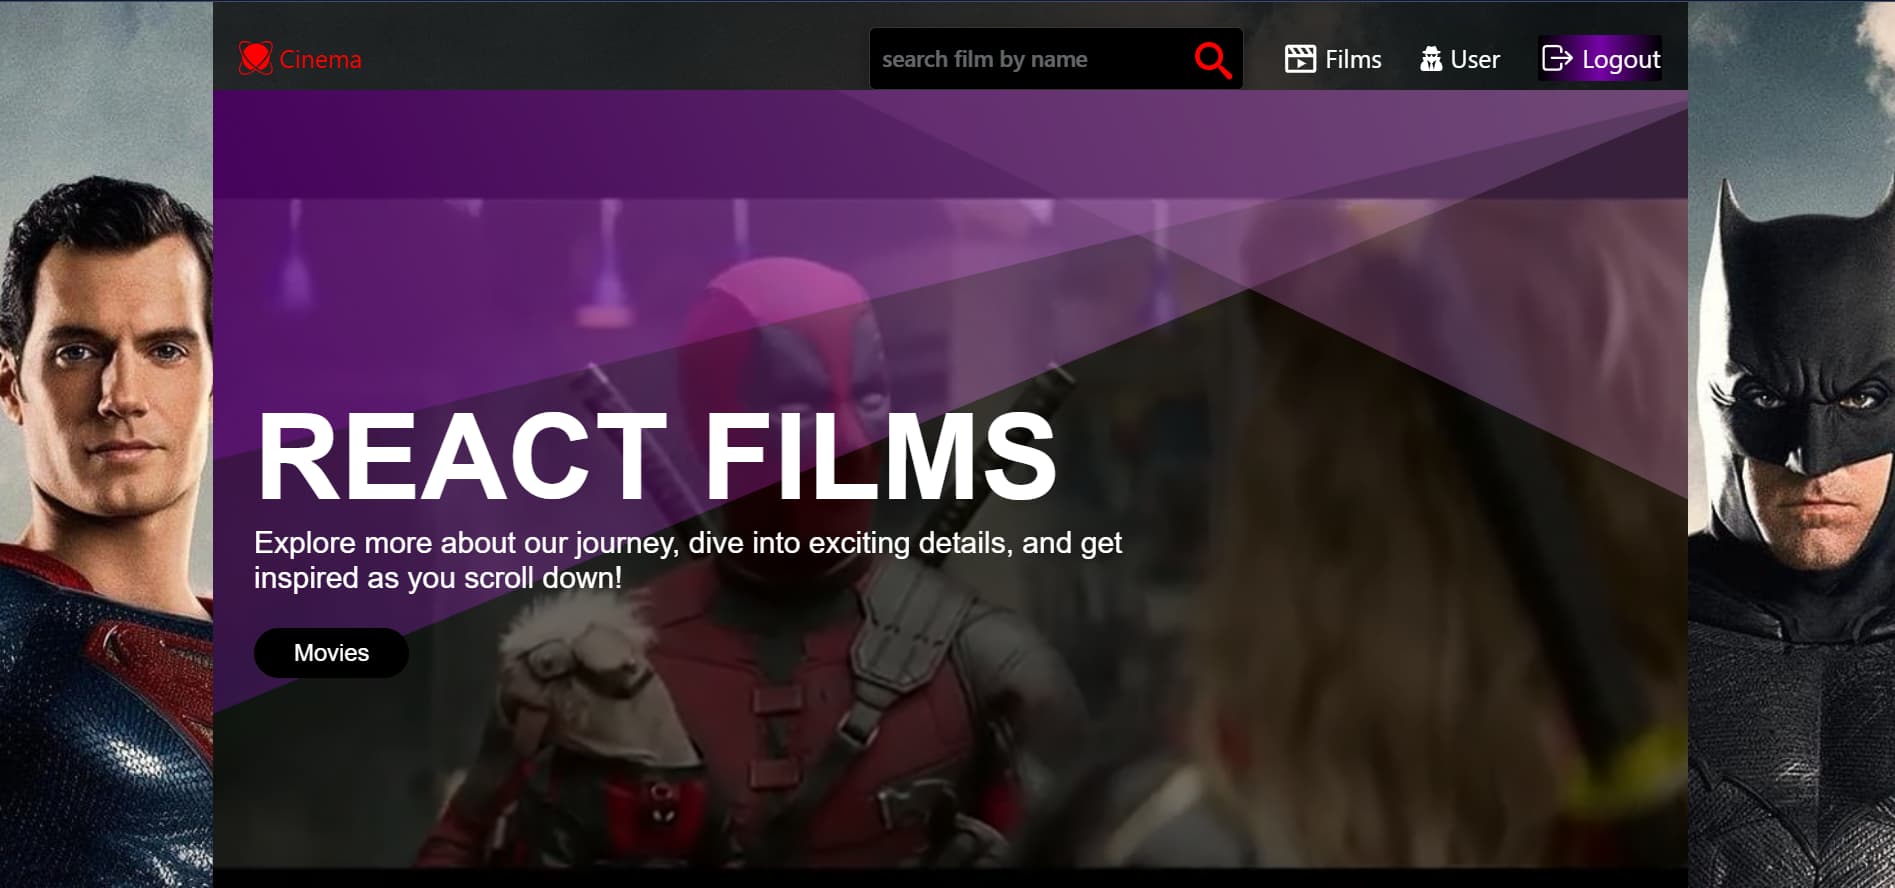 Cinema
search film by name
Films
User
Logout
REACT FILMS
Explore more about our journey, dive into exciting details, and get
inspired as you scroll down!
Movies